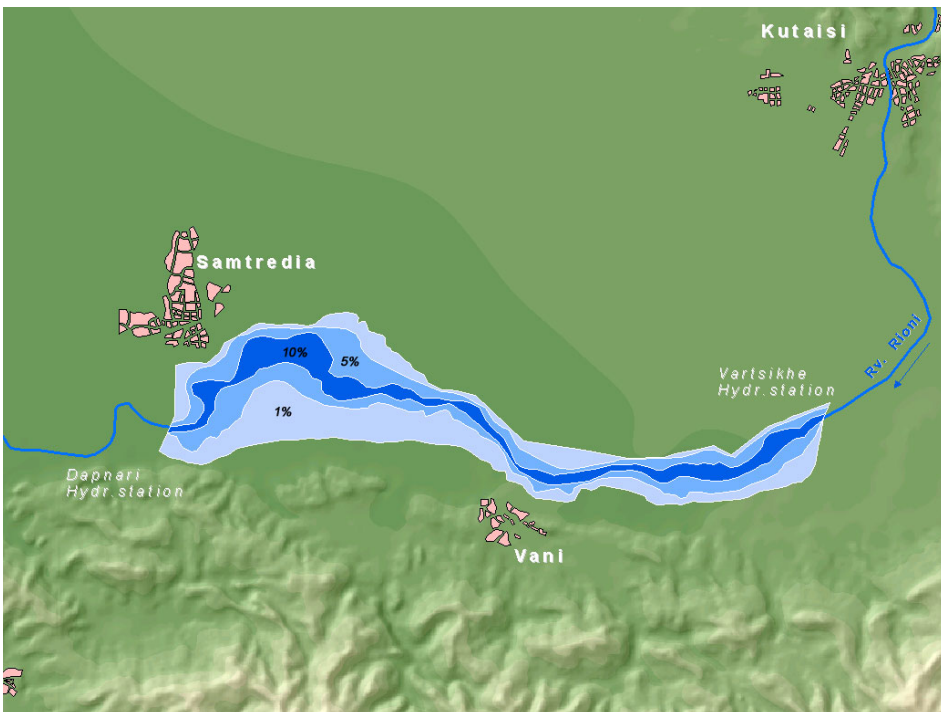 Kutaisi
Samtredia
10%
5%
Rv. Rioni
Vartsikhe
Hydr.station
1%
Dapnari
Hydr.station
Vani